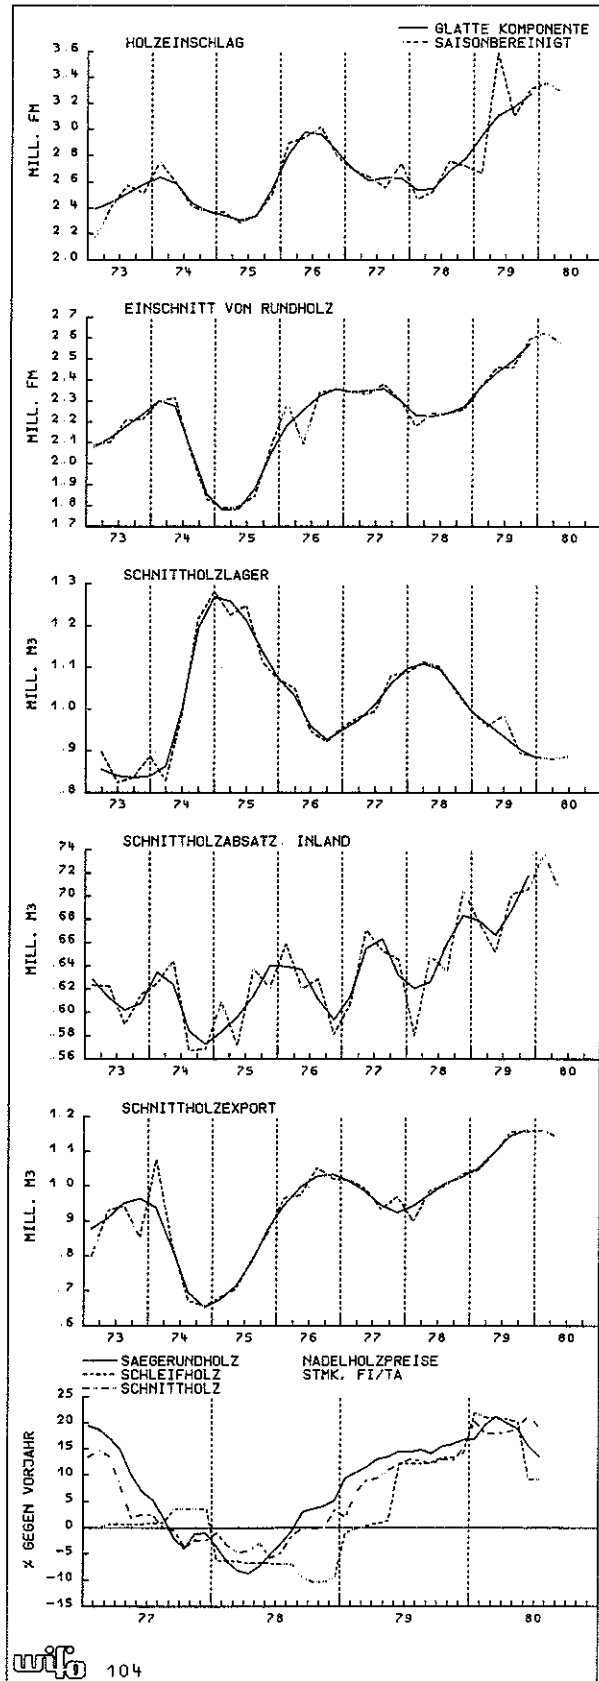 HOLZEINSCHLAG
GLATTE KOMPONENTE
SAISONBEREINIGT
MILL. FM
3.6
3.4
3.2
3.0
2.8
2.6
2.4
2.2
2.0
73 74 75 76 77 78 79 80
EINSCHNITT VON RUNDHOLZ
MILL. FM
2 7
2 6
2 5
2.4
2.3
2.2
2 1
2.0
1.9
1.8
1 7
73 74 75 76 77 78 79 80
SCHNITTHOLZLAGER
MILL. M3
1 3
1 2
1.1
1.0
.9
.8
73 74 75 76 77 78 79 80
SCHNITTHOLZABSATZ. INLAND
MILL. M3
74
.72
.70
.68
.66
.64
.62
.60
.58
.56
73 74 75 76 77 78 79 80
SCHNITTHOLZEXPORT
MILL. M3
1.2
1 1
1 0
.9
.8
.7
.6
73 74 75 76 77 78 79 80
SAEGERUNDHOLZ
SCHLEIFHOLZ
SCHNITTHOLZ
NADELHOLZPREISE
STMK. FI/TA
% GEGEN VORJAHR
25
20
15
10
5
0
-5
-10
-15
77 78 79 80
wifo 104